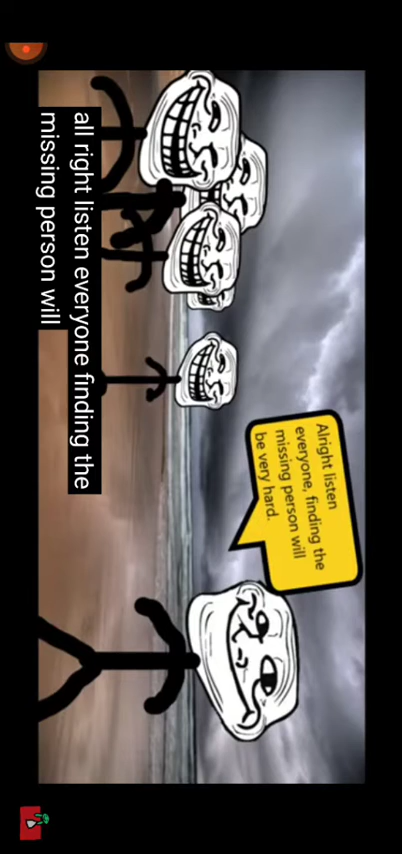 Alright listen
everyone, finding the
missing person will
be very hard.
all right listen everyone finding the
missing person will